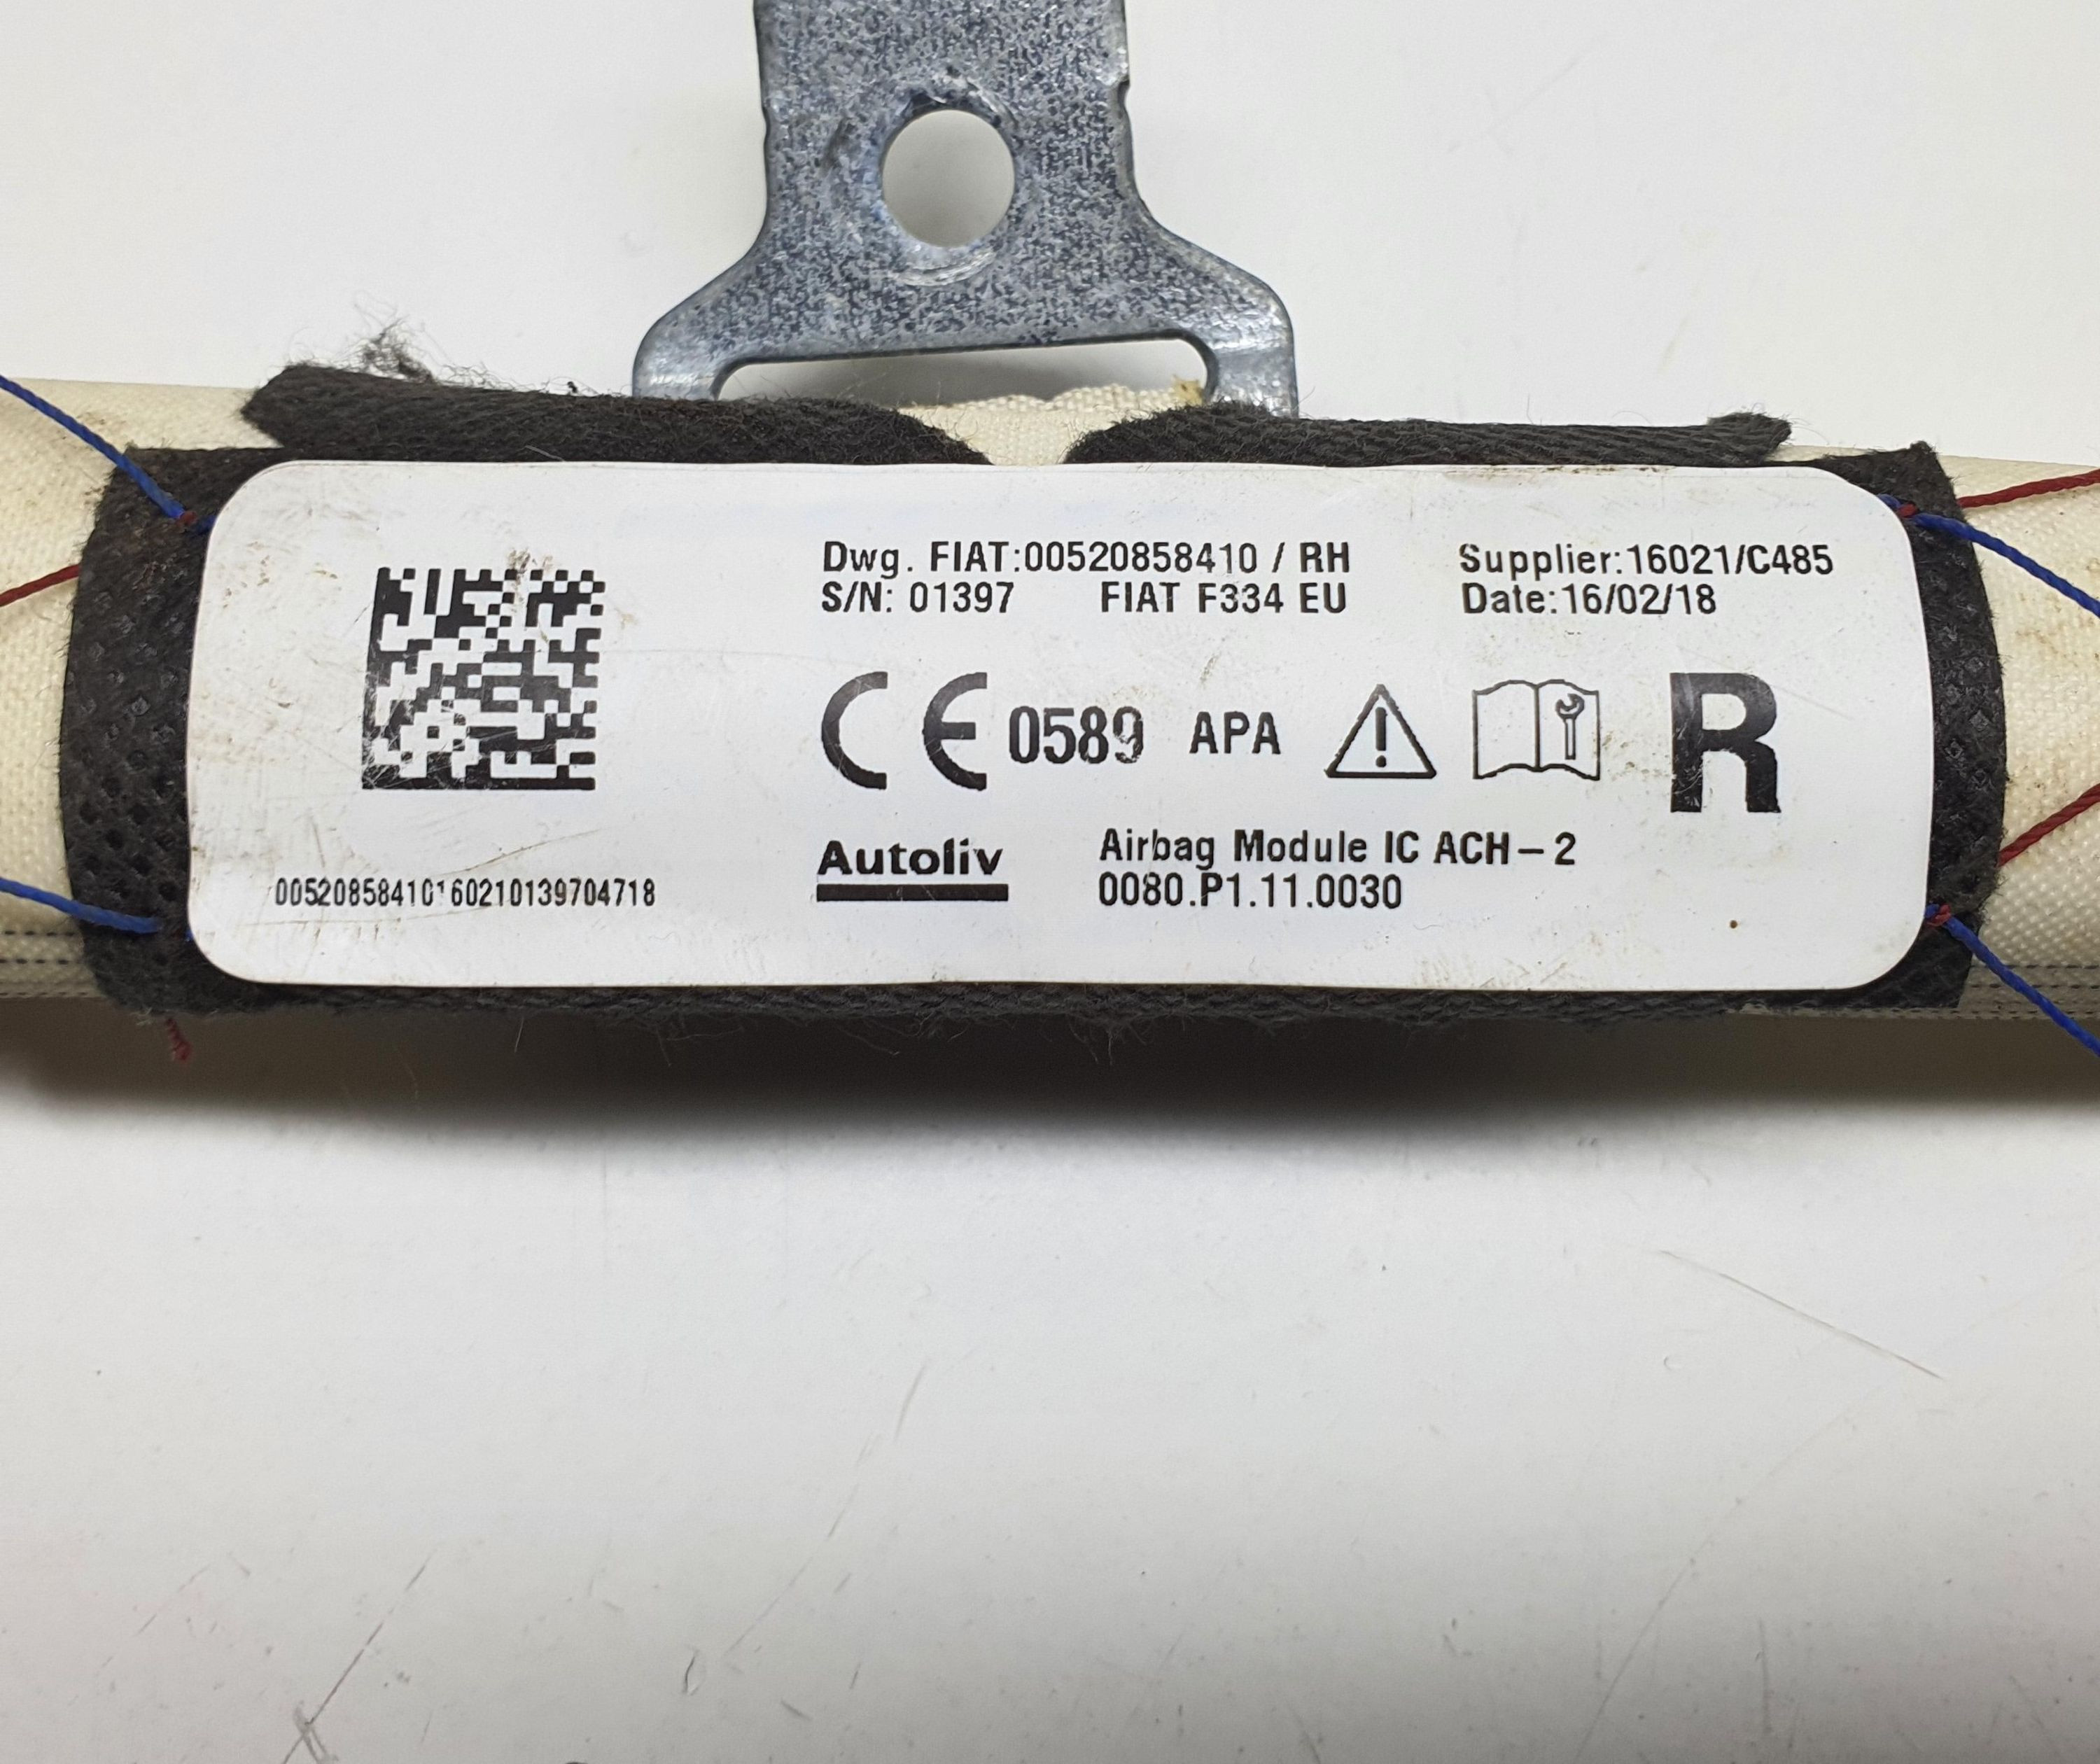 Dwg. FIAT:00520858410 / RH
S/N: 01397 FIAT F334 EU
Supplier:16021/C485
Date:16/02/18
CE 0589 APA
R
Autoliv
Airbag Module IC ACH-2
0080.P1.11.0030
00520858410160210139704718